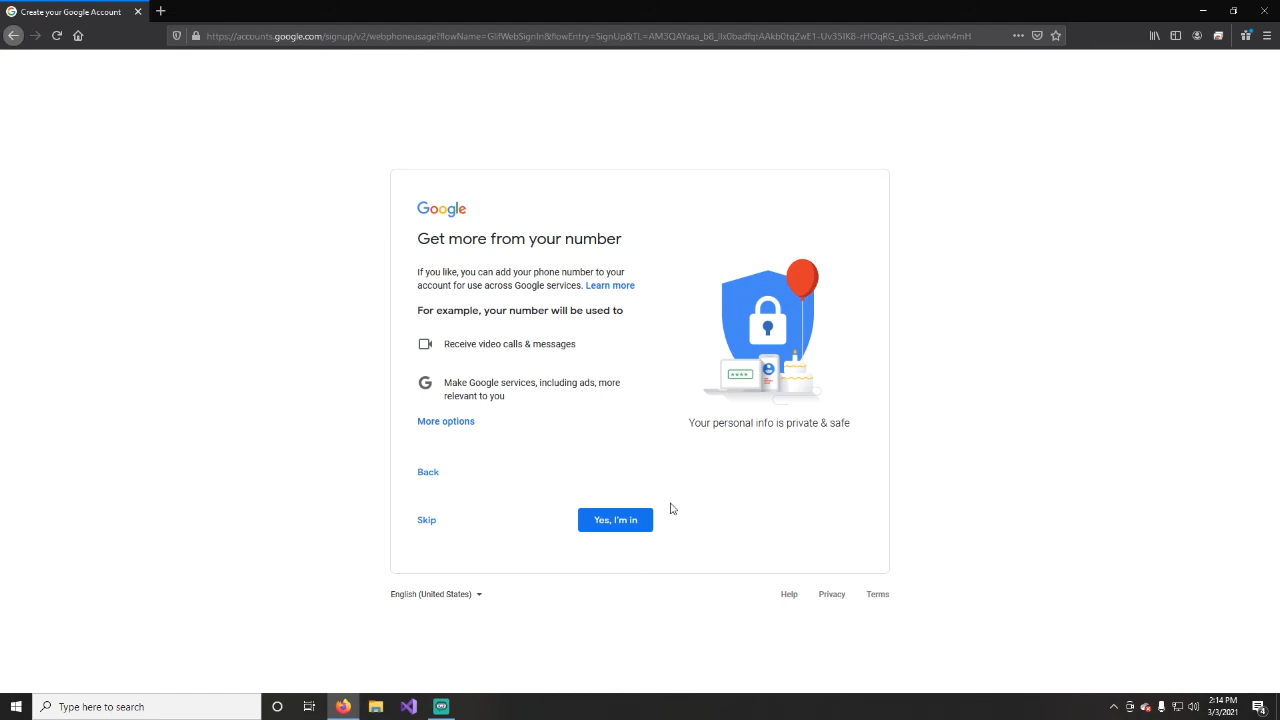 Create your Google Account
Google
Get more from your number
If you like, you can add your phone number to your
account for use across Google services. Learn more
For example, your number will be used to
Receive video calls & messages
Make Google services, including ads, more
relevant to you
More options
Your personal info is private & safe
Back
Skip
Yes, I'm in
English (United States)
Help
Privacy
Terms
Type here to search
2:14 PM
3/3/2021